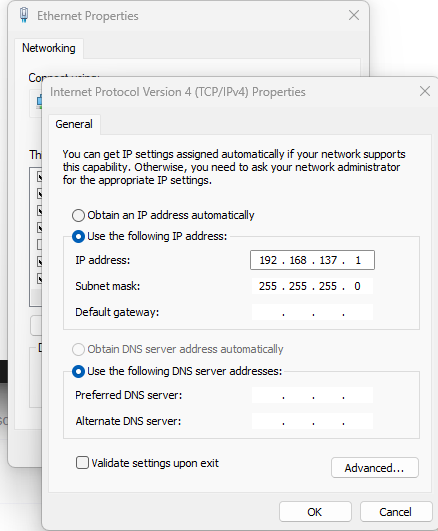 Ethernet Properties
Networking
Connect using:
Internet Protocol Version 4 (TCP/IPv4) Properties
General
You can get IP settings assigned automatically if your network supports
this capability. Otherwise, you need to ask your network administrator
for the appropriate IP settings.
Obtain an IP address automatically
Use the following IP address:
IP address:
192 . 168 . 137 . 1
Subnet mask:
255 . 255 . 255 . 0
Default gateway:
. . .
Obtain DNS server address automatically
Use the following DNS server addresses:
Preferred DNS server:
. . .
Alternate DNS server:
. . .
Validate settings upon exit
Advanced...
OK
Cancel